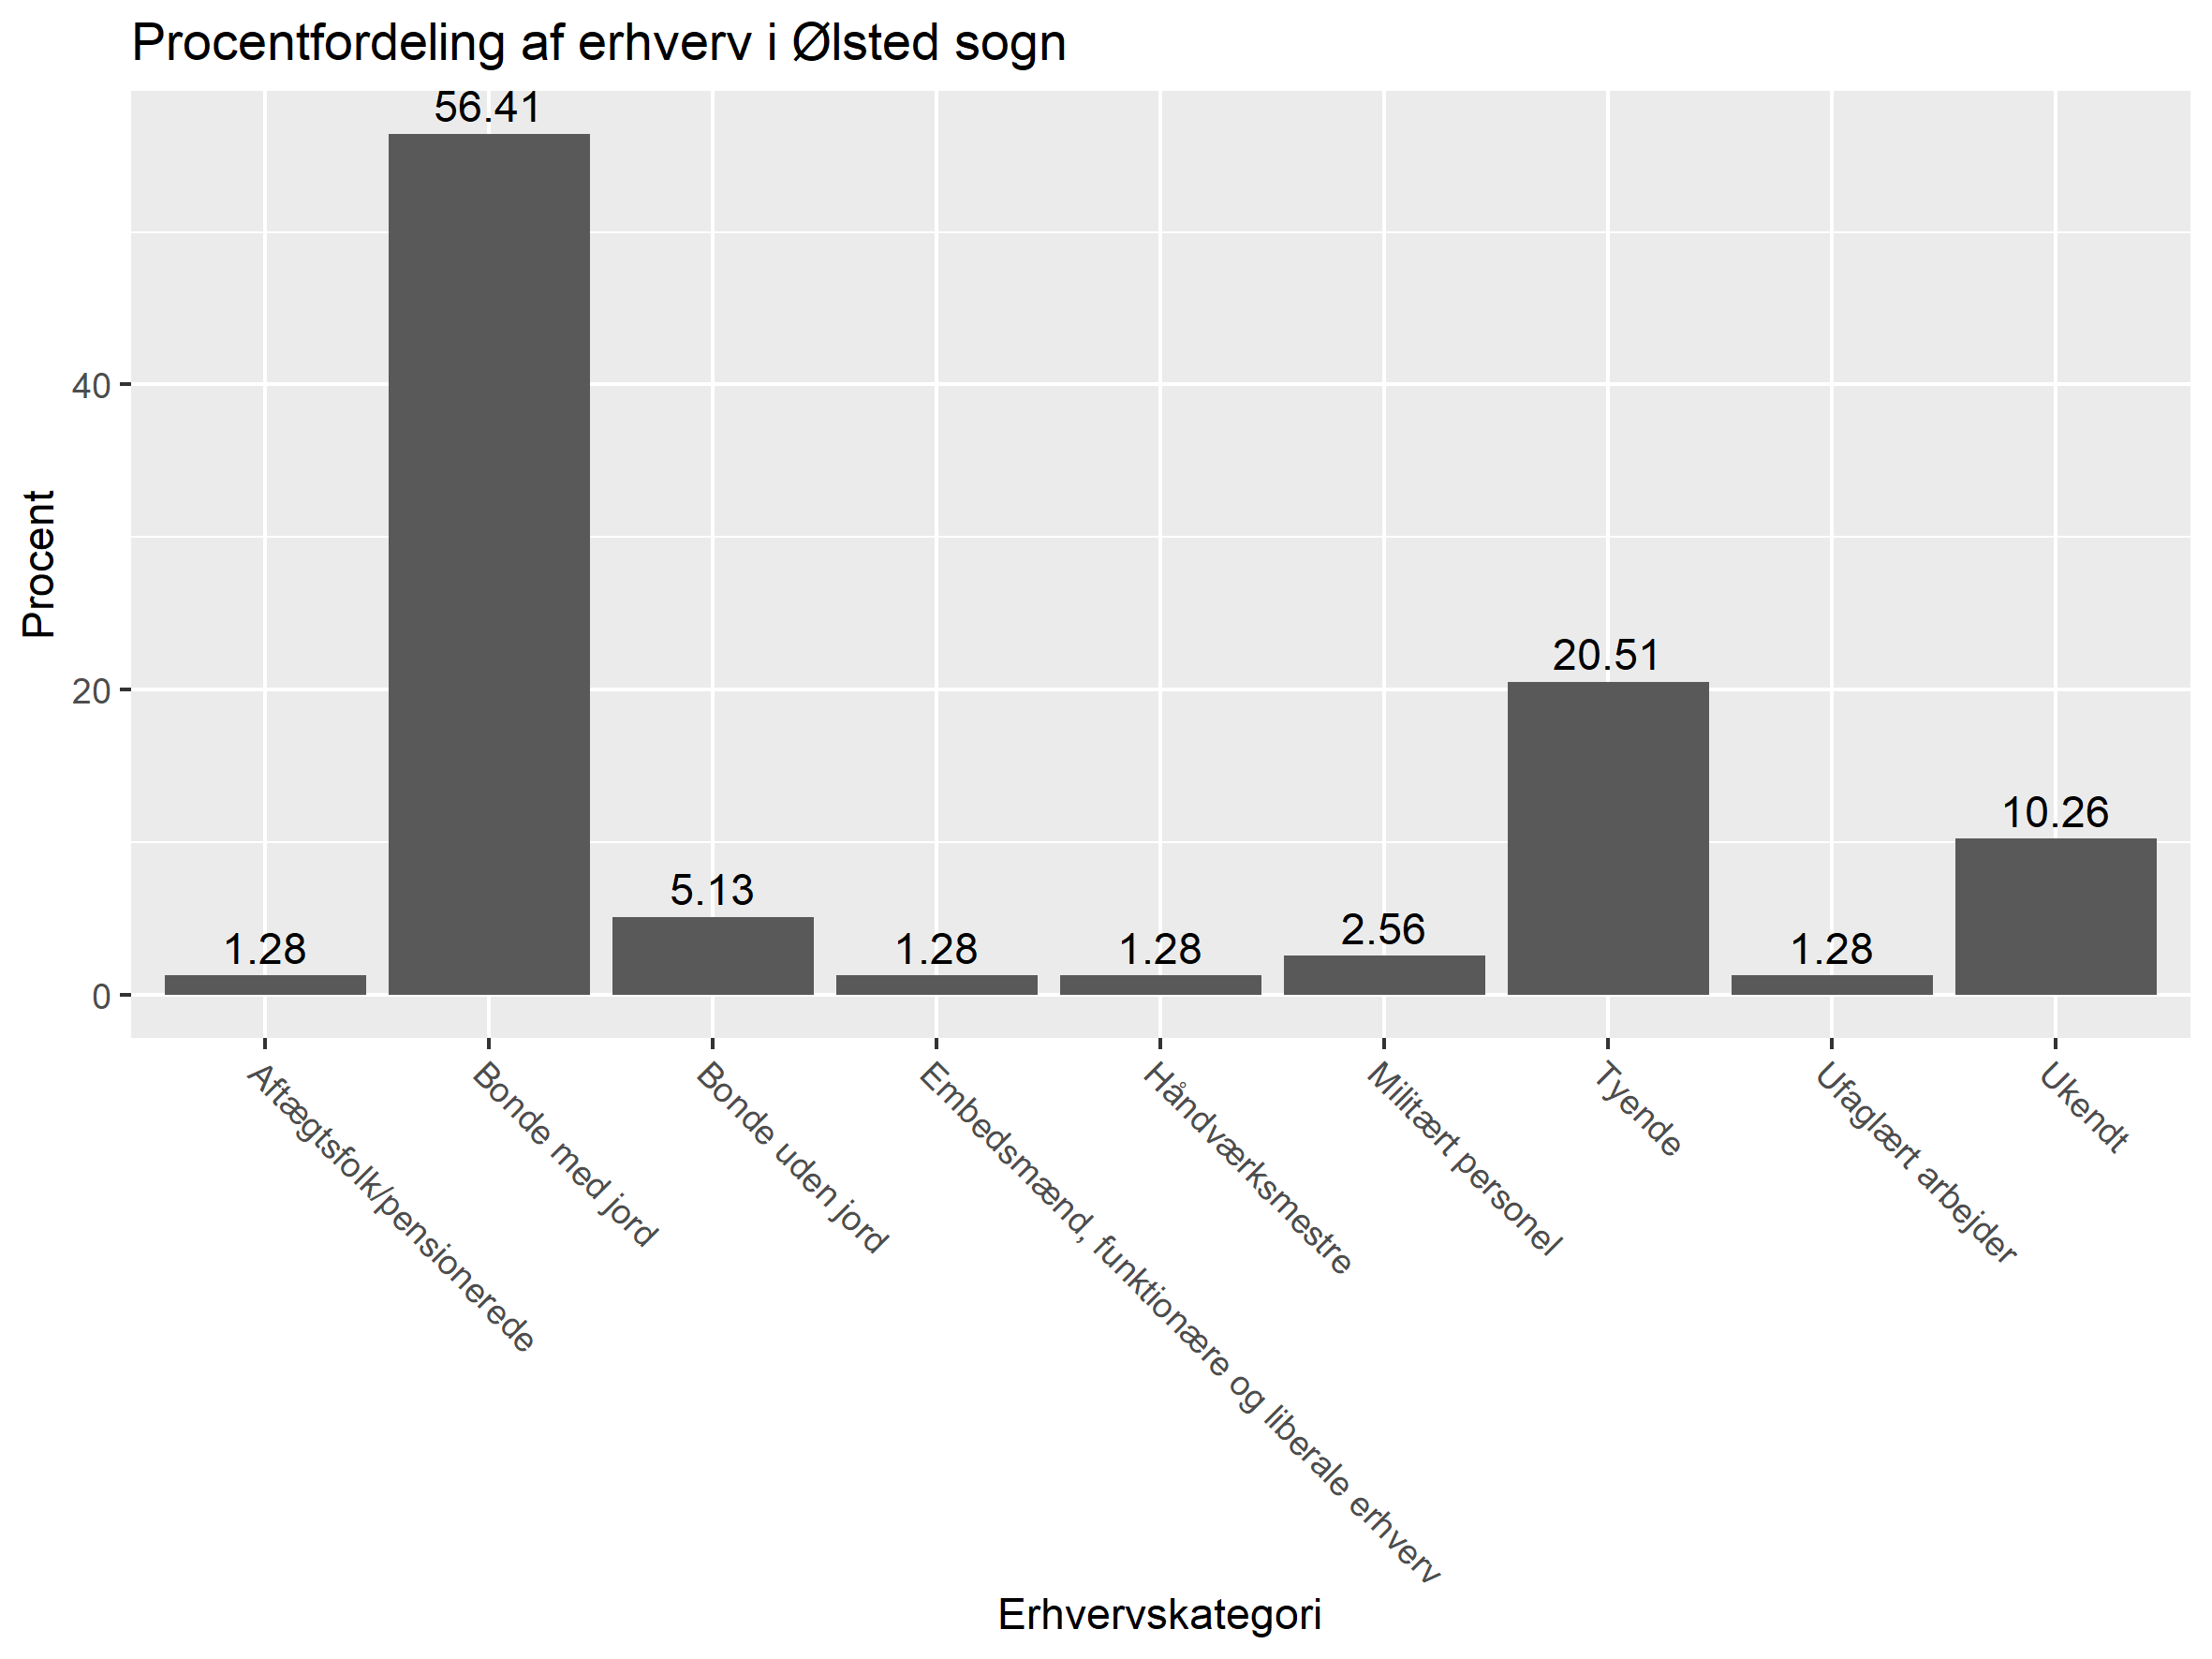 Procentfordeling af erhverv i Ølsted sogn
Procent
40
20
0
1.28
56.41
5.13
1.28
1.28
2.56
20.51
1.28
10.26
Aftægtsfolk/pensionerede
Bonde med jord
Bonde uden jord
Embedsmænd, funktionære og liberale erhverv
Håndværksmestre
Militært personel
Tyende
Ufaglært arbejder
Ukendt
Erhvervskategori